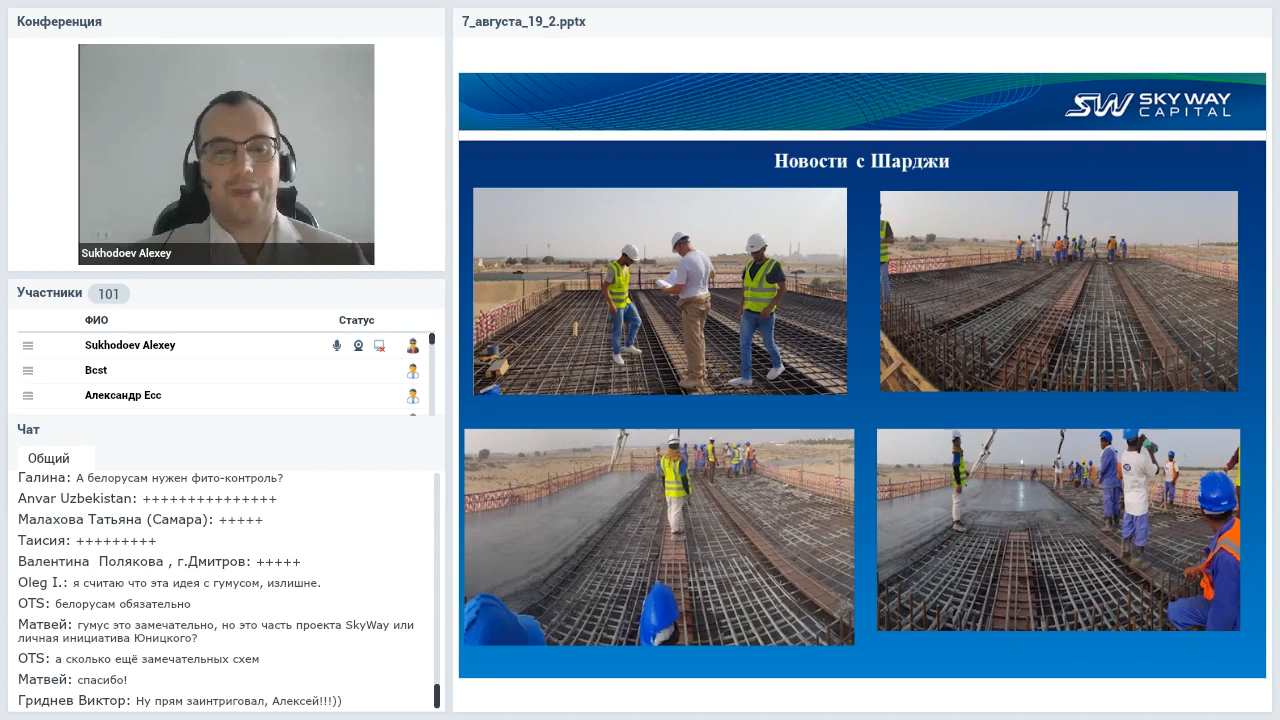 Конференция
Sukhodoev Alexey
Участники 101
ФИО Статус
Sukhodoev Alexey
Bcst
Александр Есс
Чат
Общий
Галина: А белорусам нужен фито-контроль?
Anvar Uzbekistan: +++++++++++++++
Малахова Татьяна (Самара): +++++
Таисия: +++++++++
Валентина Полякова , г.Дмитров: +++++
Oleg I.: я считаю что эта идея с гумусом, излишне.
OTS: белорусам обязательно
Матвей: гумус это замечательно, но это часть проекта SkyWay или
личная инициатива Юницкого?
OTS: а сколько ещё замечательных схем
Матвей: спасибо!
Гриднев Виктор: Ну прям заинтриговал, Алексей!!!))
7_августа_19_2.pptx
SW SKY WAY
CAPITAL
Новости с Шарджи